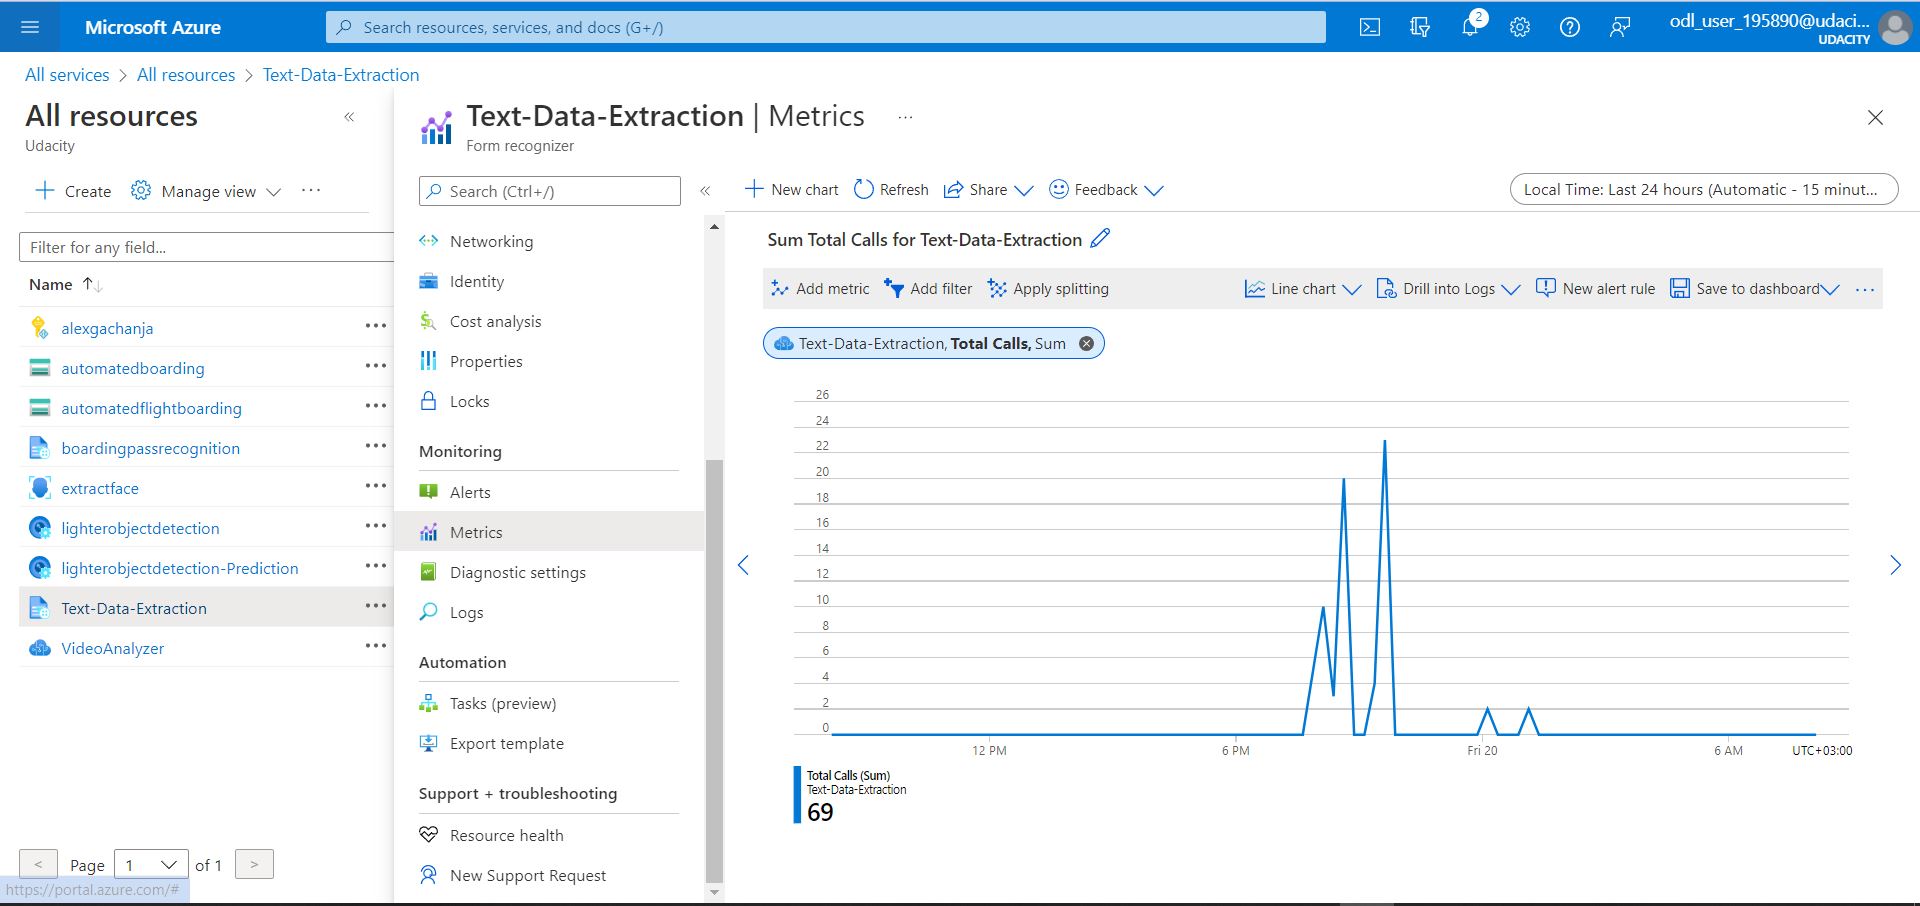 Microsoft Azure
Search resources, services, and docs (G+/)
2
odl_user_195890@udaci...
UDACITY
All services > All resources > Text-Data-Extraction
All resources
«
Udacity
Create
Manage view
...
Filter for any field...
Name ↑↓
alexgachanja
automatedboarding
automatedflightboarding
boardingpassrecognition
extractface
lighterobjectdetection
lighterobjectdetection-Prediction
Text-Data-Extraction
VideoAnalyzer
< Page 1 of 1 >
https://portal.azure.com/#
Text-Data-Extraction | Metrics ...
Form recognizer
Search (Ctrl+/)
«
Networking
Identity
Cost analysis
Properties
Locks
Monitoring
Alerts
Metrics
Diagnostic settings
Logs
Automation
Tasks (preview)
Export template
Support + troubleshooting
Resource health
New Support Request
New chart
Refresh
Share
Feedback
Local Time: Last 24 hours (Automatic - 15 minut...
Sum Total Calls for Text-Data-Extraction
Add metric
Add filter
Apply splitting
Line chart
Drill into Logs
New alert rule
Save to dashboard
...
Text-Data-Extraction, Total Calls, Sum
26
24
22
20
18
16
14
12
10
8
6
4
2
0
12 PM
6 PM
Fri 20
6 AM
UTC+03:00
Total Calls (Sum)
Text-Data-Extraction
69